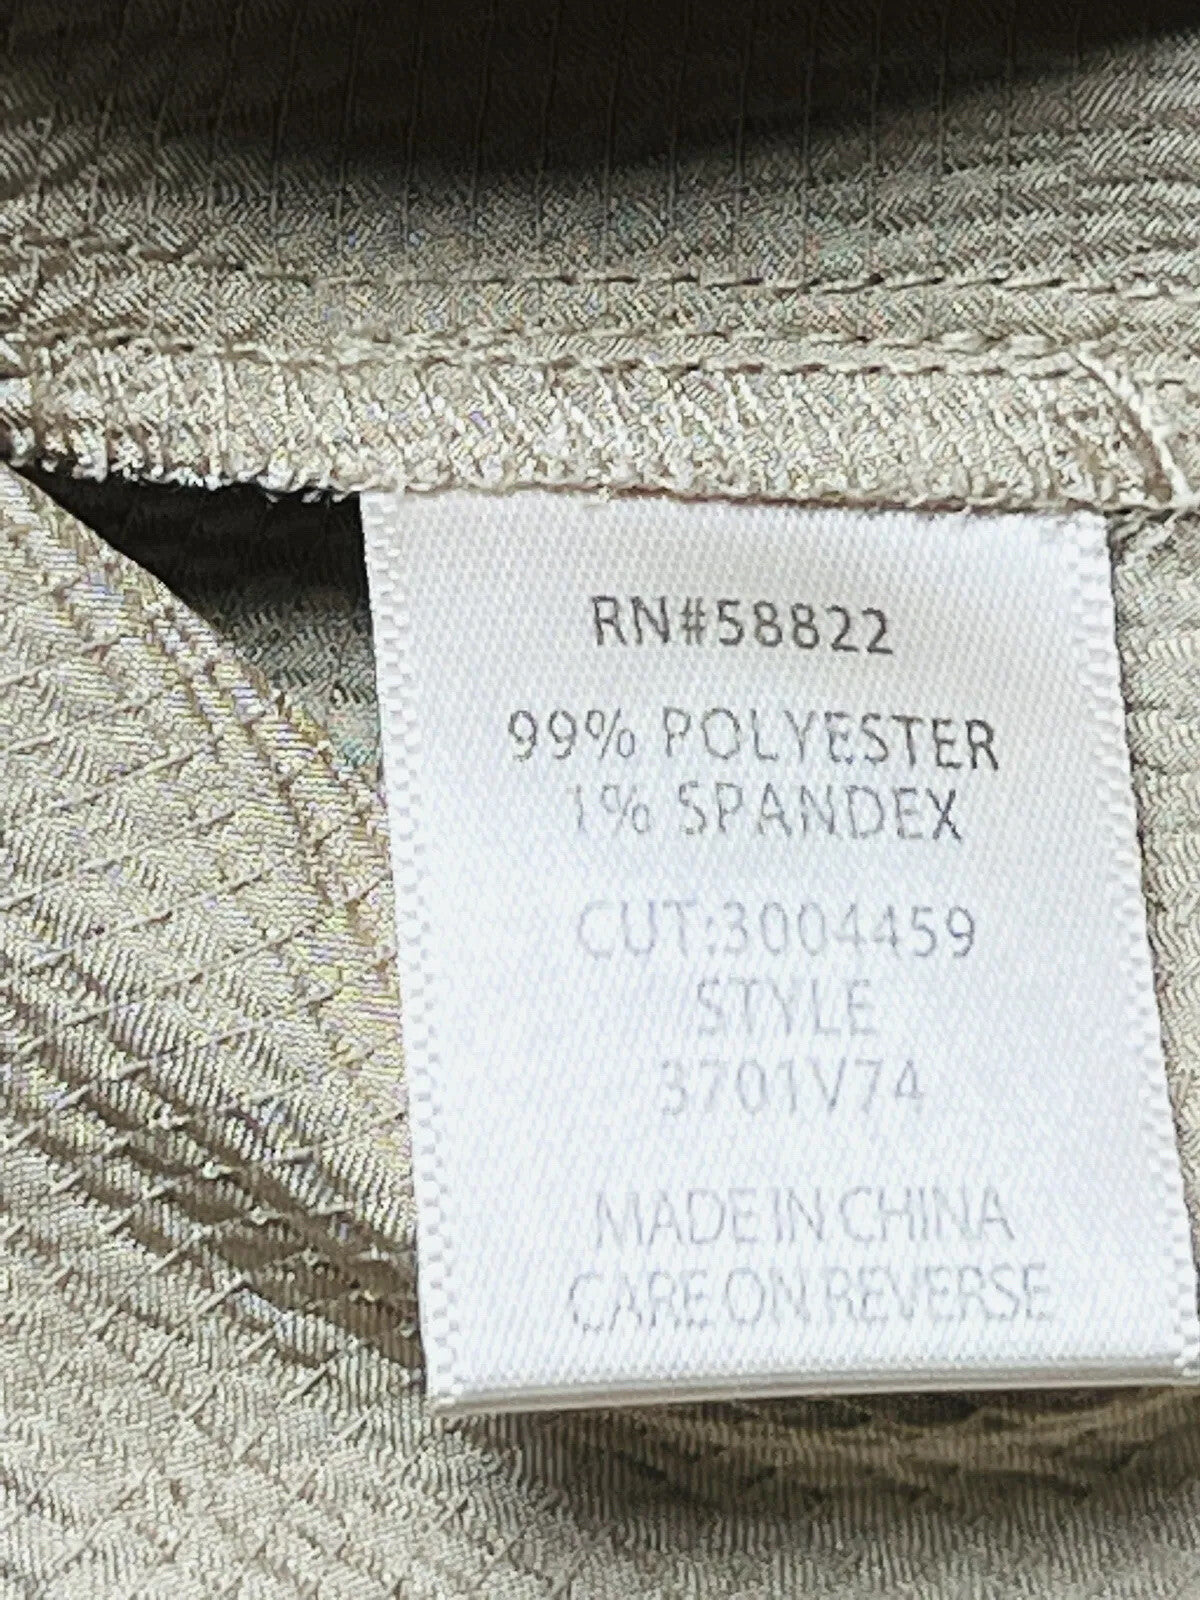 RN#58822
99% POLYESTER
1% SPANDEX
CUT:3004459
STYLE
3701V74
MADE IN CHINA
CARE ON REVERSE